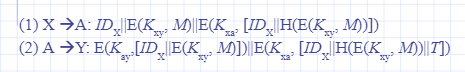 (1) X →A: ID_X||E(K_xy, M)||E(K_xa, [ID_X||H(E(K_xy, M))])
(2) A →Y: E(K_ay,[ID_X||E(K_xy, M)])||E(K_xa, [ID_X||H(E(K_xy, M))||T])